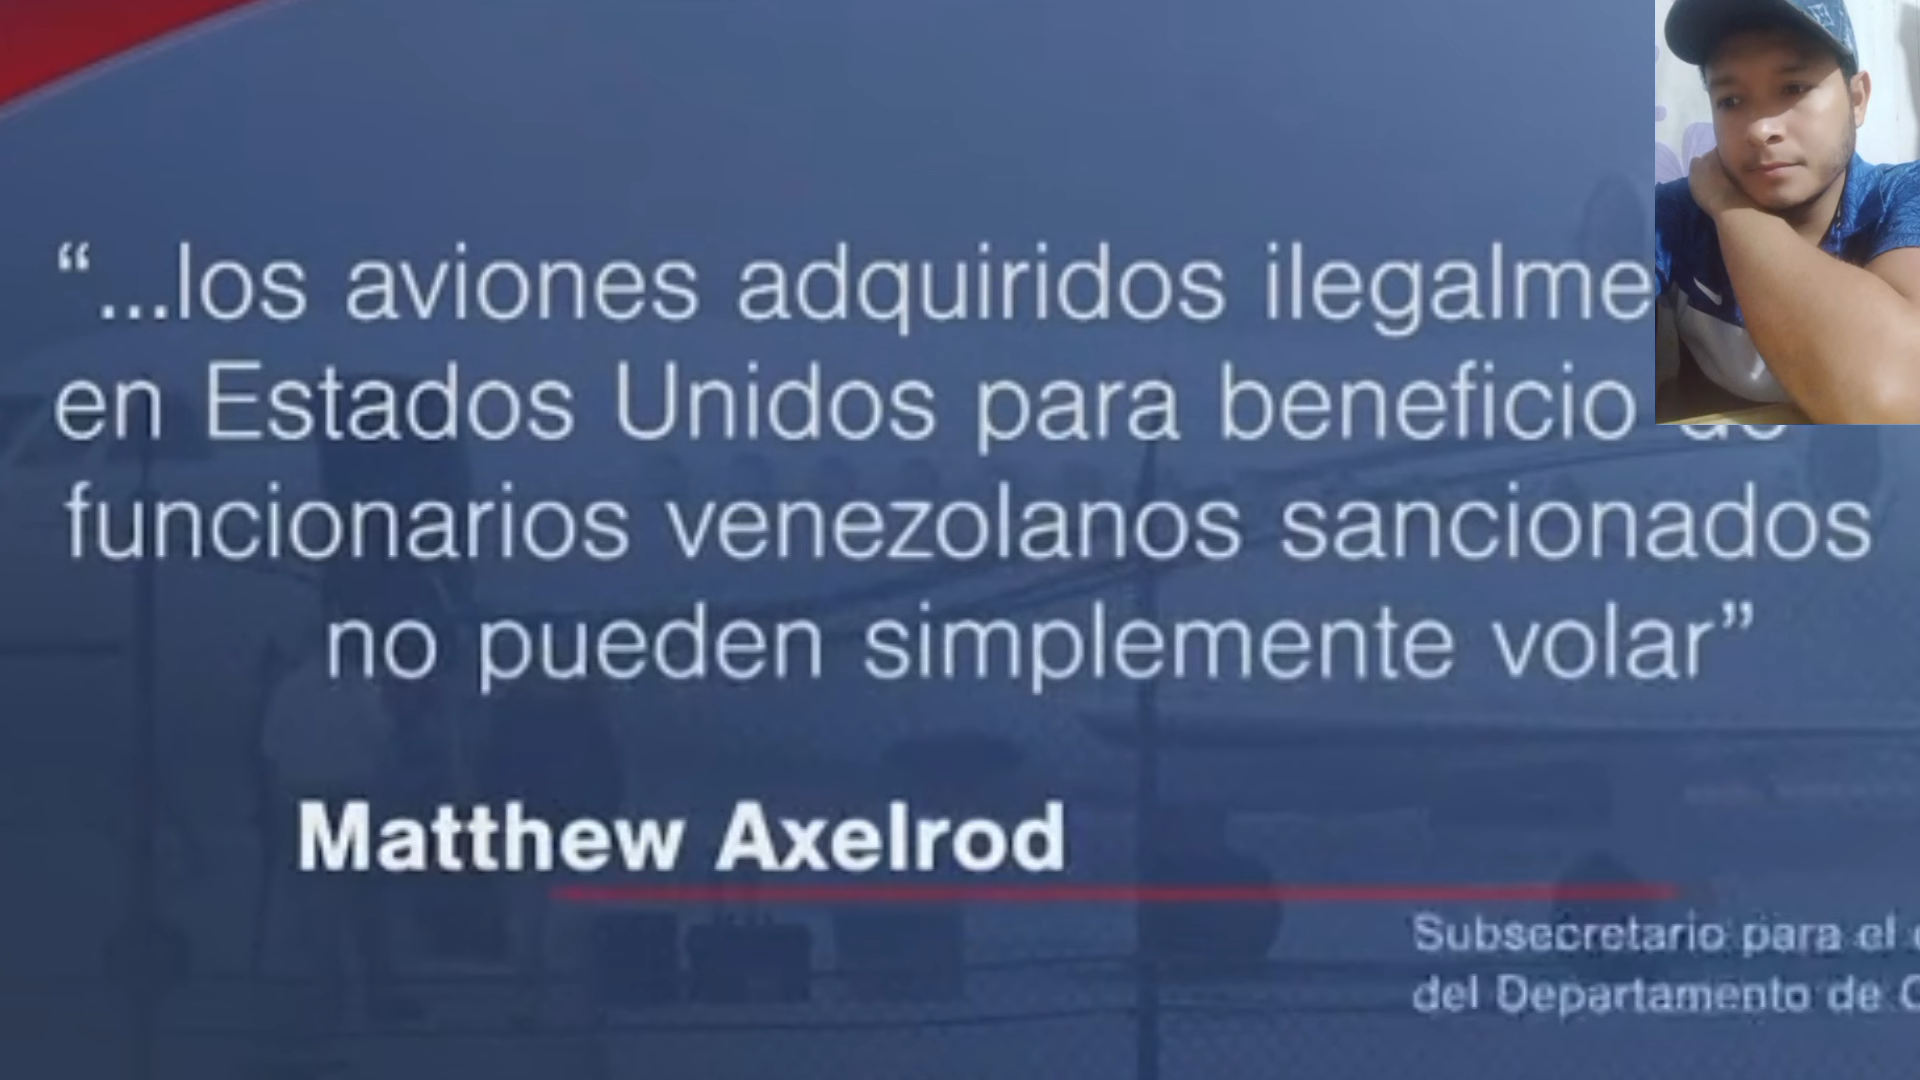 “...los aviones adquiridos ilegalme
en Estados Unidos para beneficio de
funcionarios venezolanos sancionados
no pueden simplemente volar”
Matthew Axelrod
Subsecretario para el
del Departamento de